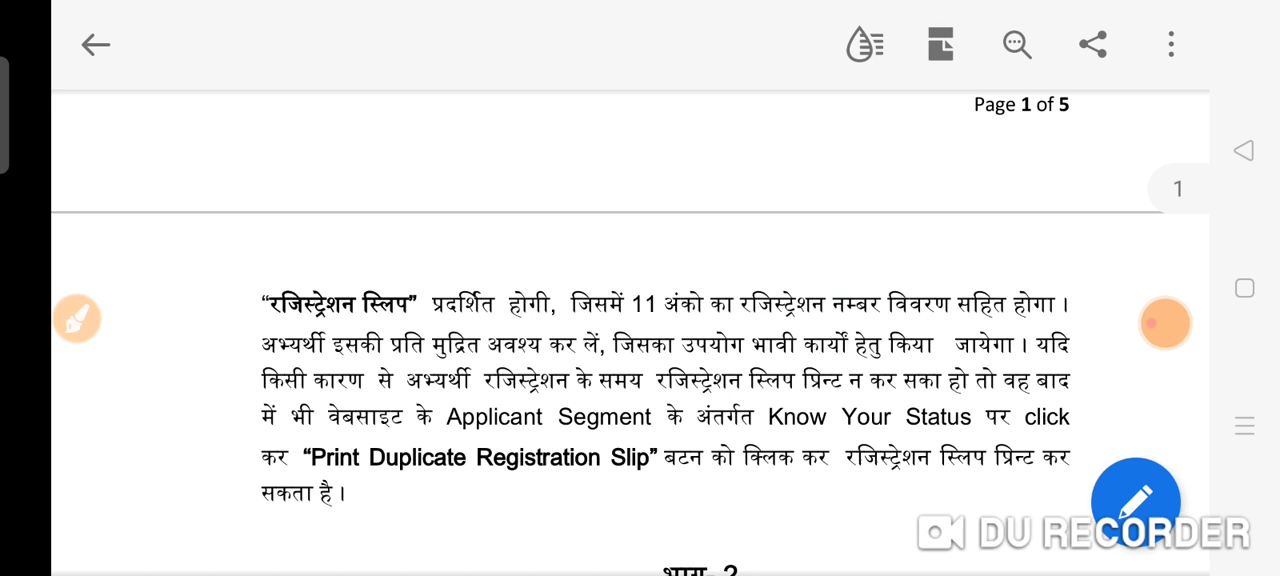 Page 1 of 5
1
“रजिस्ट्रेशन स्लिप” प्रदर्शित होगी, जिसमें 11 अंको का रजिस्ट्रेशन नम्बर विवरण सहित होगा।
अभ्यर्थी इसकी प्रति मुद्रित अवश्य कर लें, जिसका उपयोग भावी कार्यों हेतु किया जायेगा। यदि
किसी कारण से अभ्यर्थी रजिस्ट्रेशन के समय रजिस्ट्रेशन स्लिप प्रिन्ट न कर सका हो तो वह बाद
में भी वेबसाइट के Applicant Segment के अंतर्गत Know Your Status पर click
कर “Print Duplicate Registration Slip” बटन को क्लिक कर रजिस्ट्रेशन स्लिप प्रिन्ट कर
सकता है।
DU RECORDER
भाग- 2